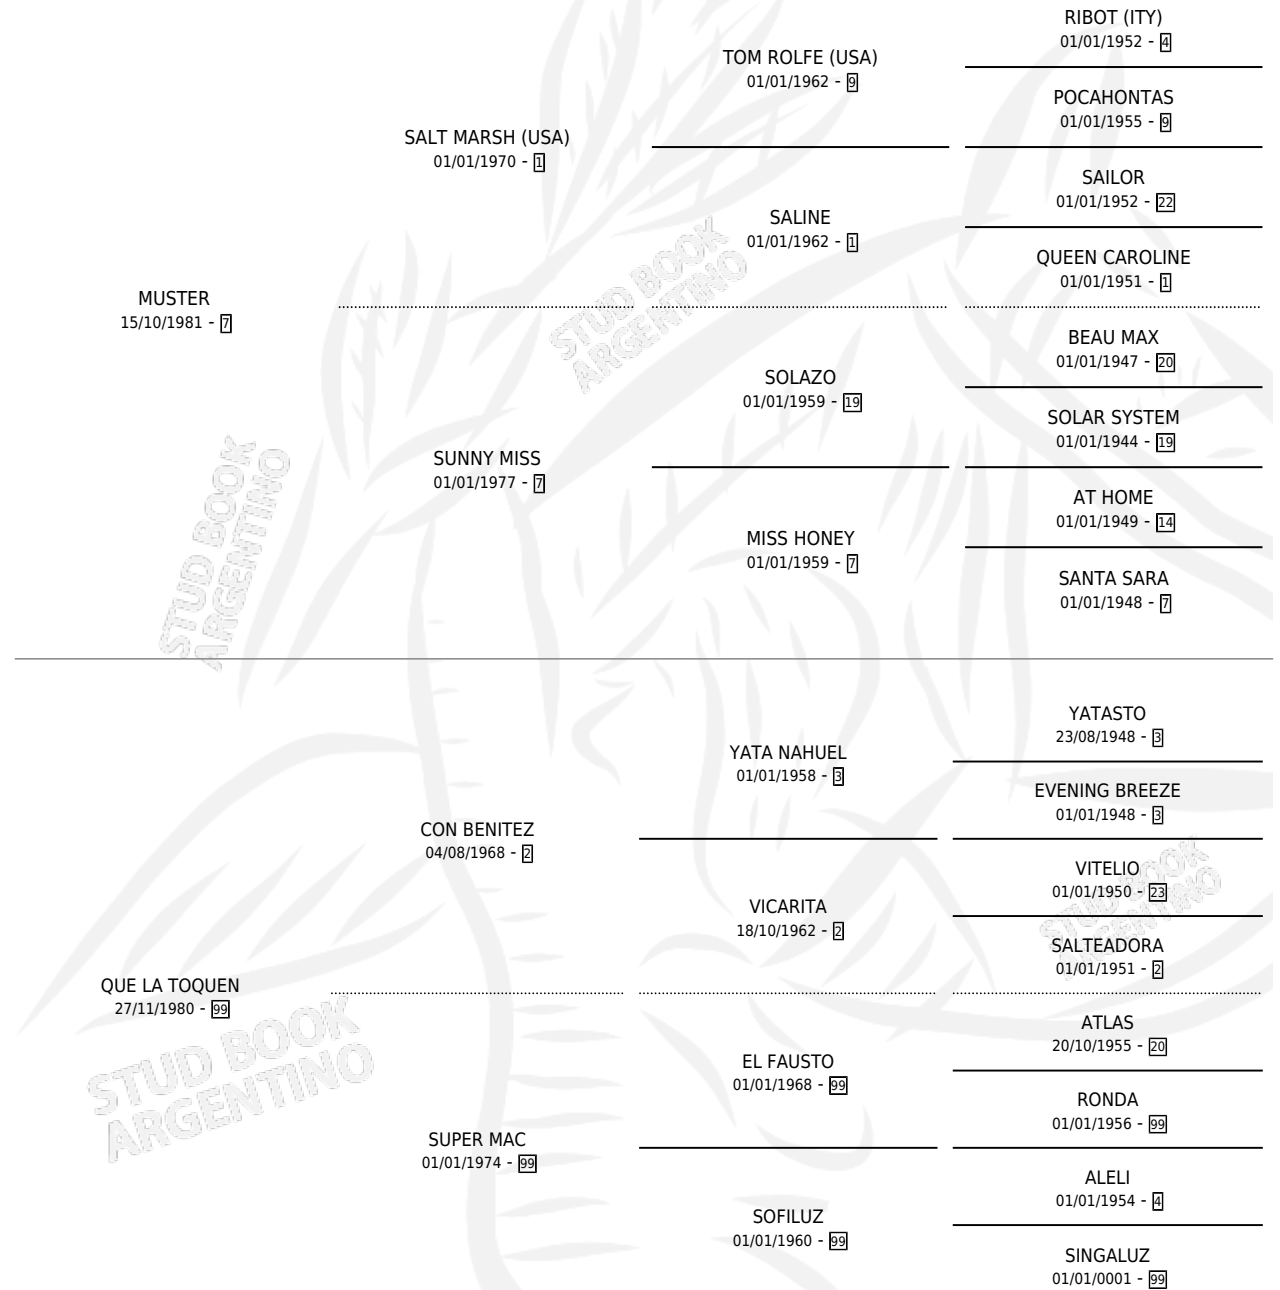 RIBOT (ITY)
01/01/1952 - 4
TOM ROLFE (USA)
01/01/1962 - 9
POCAHONTAS
01/01/1955 - 9
SALT MARSH (USA)
01/01/1970 - 1
SAILOR
01/01/1952 - 22
SALINE
01/01/1962 - 1
QUEEN CAROLINE
01/01/1951 - 1
STUD BOOK
ARGENTINO
MUSTER
15/10/1981 - 7
BEAU MAX
01/01/1947 - 20
SOLAZO
01/01/1959 - 19
SOLAR SYSTEM
01/01/1944 - 19
SUNNY MISS
01/01/1977 - 7
AT HOME
01/01/1949 - 14
MISS HONEY
01/01/1959 - 7
SANTA SARA
01/01/1948 - 7
STUD BOOK
ARGENTINO
YATASTO
23/08/1948 - 3
YATA NAHUEL
01/01/1958 - 3
EVENING BREEZE
01/01/1948 - 3
CON BENITEZ
04/08/1968 - 2
VITELIO
01/01/1950 - 23
VICARITA
18/10/1962 - 2
STUD BOOK
ARGENTINO
SALTEADORA
01/01/1951 - 2
QUE LA TOQUEN
27/11/1980 - 99
ATLAS
20/10/1955 - 20
EL FAUSTO
01/01/1968 - 99
STUD BOOK
ARGENTINO
RONDA
01/01/1956 - 99
SUPER MAC
01/01/1974 - 99
ALELI
01/01/1954 - 4
SOFILUZ
01/01/1960 - 99
SINGALUZ
01/01/0001 - 99